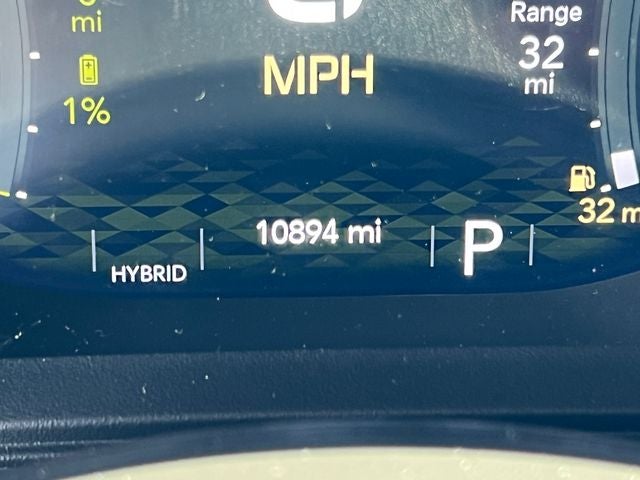 mi
1%
MPH
Range
32
mi
32 m
HYBRID
10894 mi
P